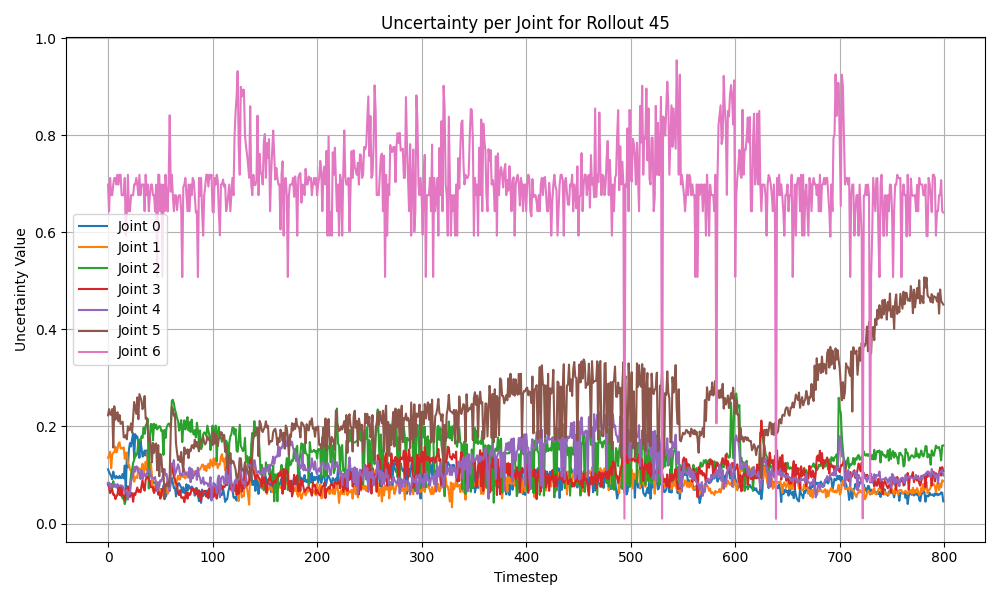 Uncertainty per Joint for Rollout 45
Uncertainty Value
1.0
0.8
0.6
0.4
0.2
0.0
Joint 0
Joint 1
Joint 2
Joint 3
Joint 4
Joint 5
Joint 6
0 100 200 300 400 500 600 700 800
Timestep